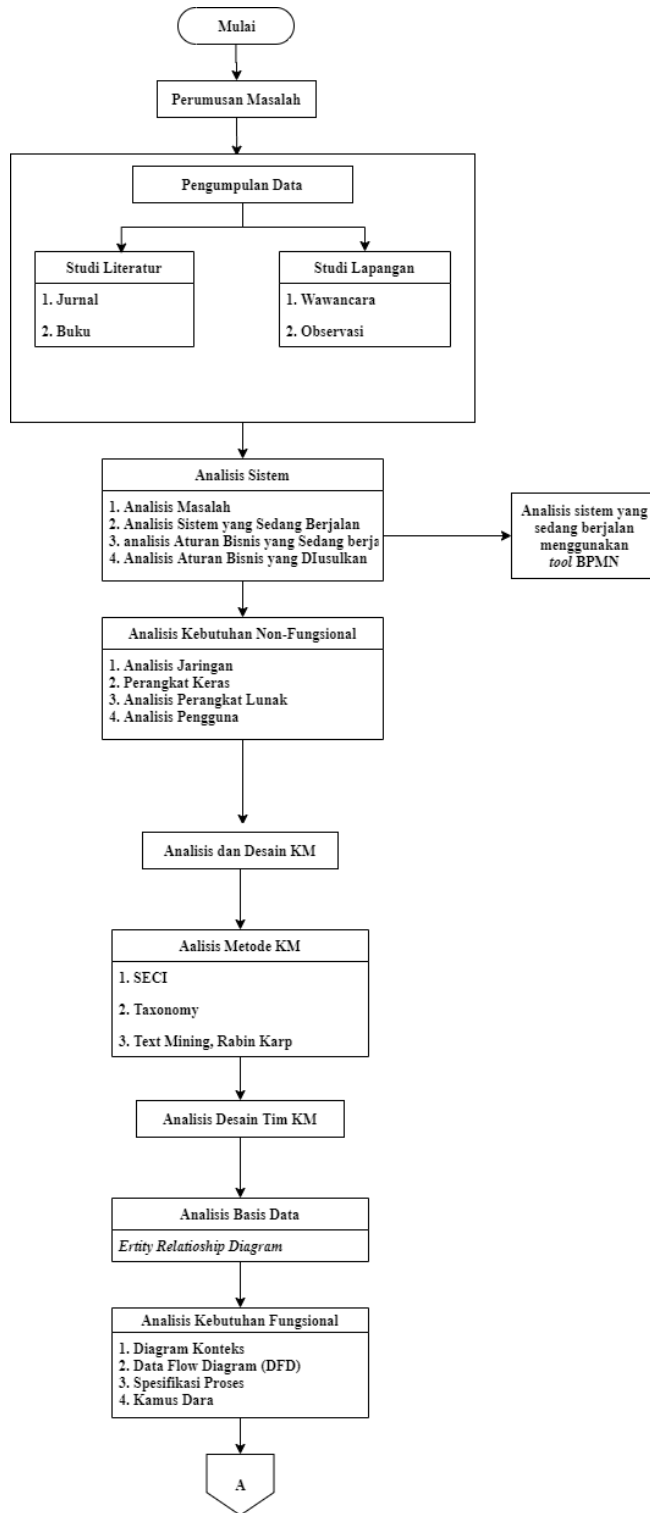 Mulai
Perumusan Masalah
Pengumpulan Data
Studi Literatur
1. Jurnal
2. Buku
Studi Lapangan
1. Wawancara
2. Observasi
Analisis Sistem
1. Analisis Masalah
2. Analisis Sistem yang Sedang Berjalan
3. analisis Aturan Bisnis yang Sedang berja
4. Analisis Aturan Bisnis yang DIusulkan
Analisis sistem yang
sedang berjalan
menggunakan
tool BPMN
Analisis Kebutuhan Non-Fungsional
1. Analisis Jaringan
2. Perangkat Keras
3. Analisis Perangkat Lunak
4. Analisis Pengguna
Analisis dan Desain KM
Aalisis Metode KM
1. SECI
2. Taxonomy
3. Text Mining, Rabin Karp
Analisis Desain Tim KM
Analisis Basis Data
Ertity Relatioship Diagram
Analisis Kebutuhan Fungsional
1. Diagram Konteks
2. Data Flow Diagram (DFD)
3. Spesifikasi Proses
4. Kamus Dara
A